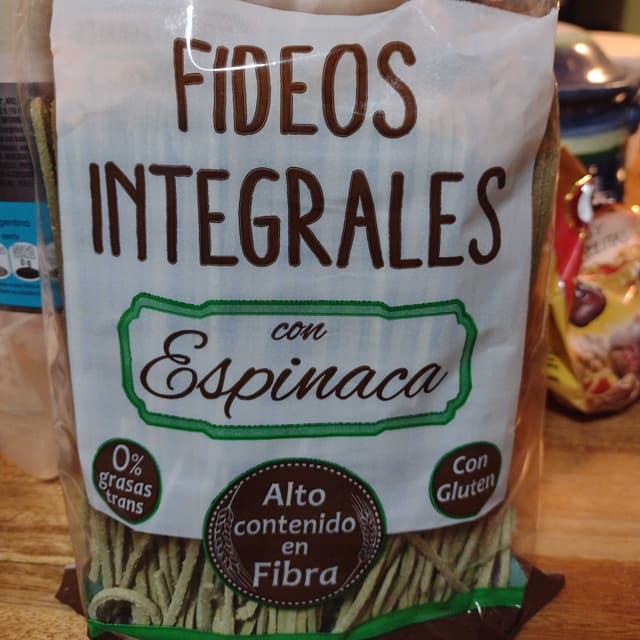 FIDEOS
INTEGRALES
con
Espinaca
0%
grasas
trans
Alto
contenido
en
Fibra
Con
Gluten